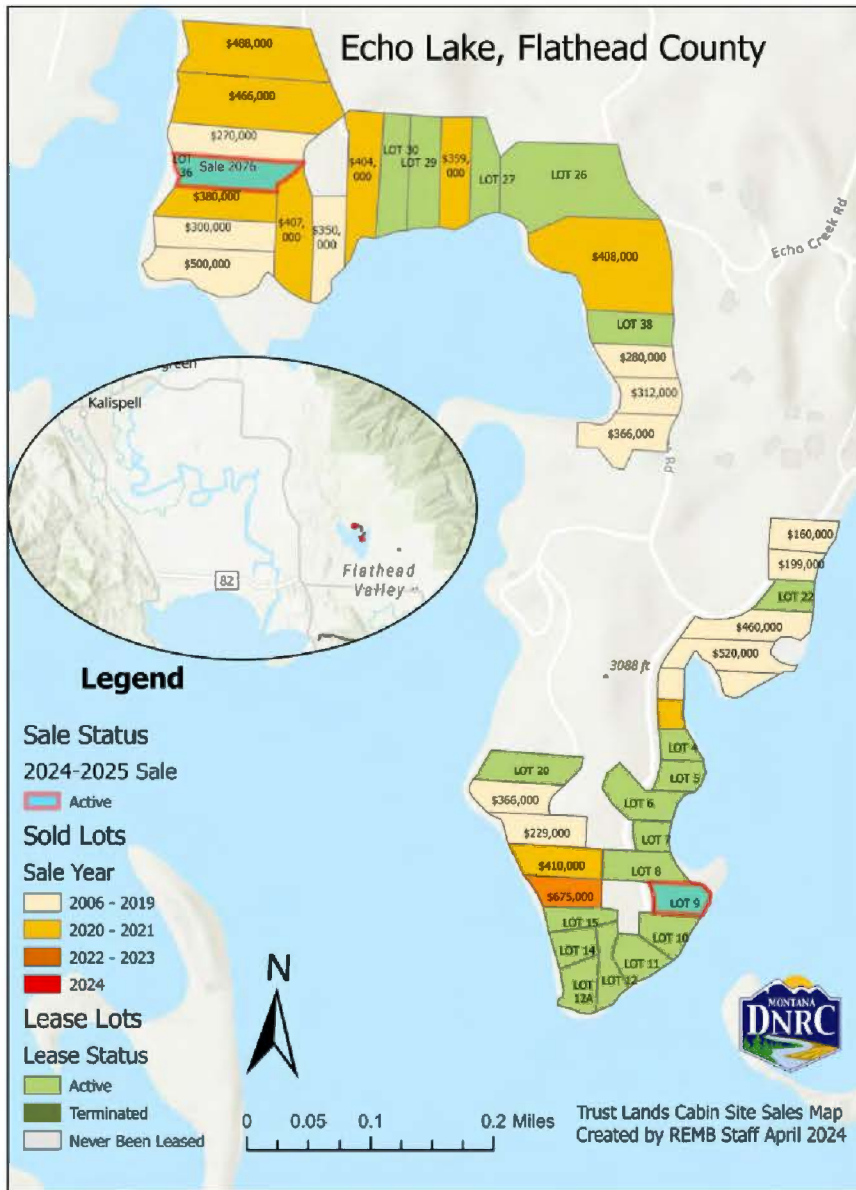 Echo Lake, Flathead County
$488,000
$466,000
$270,000
LOT
36
Sale 2076
$380,000
$300,000
$500,000
$407,
000
$350,
000
$404,
000
LOT 30
LOT 29
$359,
000
LOT 27
LOT 26
$408,000
LOT 38
$280,000
$312,000
$366,000
Echo Creek Rd
Rd
$160,000
$199,000
LOT 22
$460,000
$520,000
3088 ft
LOT 4
LOT 5
LOT 6
LOT 7
LOT 8
LOT 9
LOT 10
LOT 11
LOT 12
LOT
12A
LOT 14
LOT 15
LOT 20
$366,000
$229,000
$410,000
$675,000
green
Kalispell
82
Flathead
Valley
Legend
Sale Status
2024-2025 Sale
Active
Sold Lots
Sale Year
2006 - 2019
2020 - 2021
2022 - 2023
2024
Lease Lots
Lease Status
Active
Terminated
Never Been Leased
N
0 0.05 0.1 0.2 Miles
MONTANA
DNRC
Trust Lands Cabin Site Sales Map
Created by REMB Staff April 2024